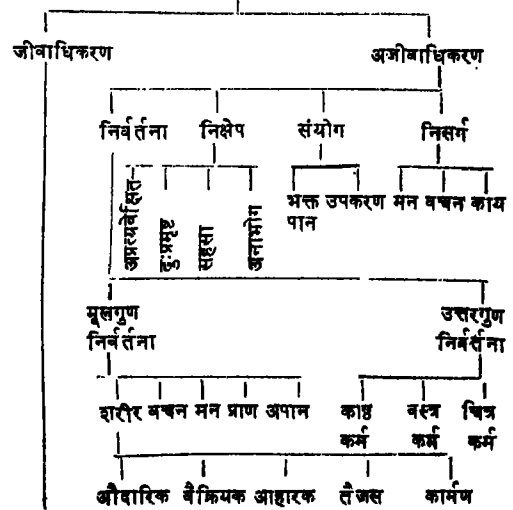 जीवाधिकरण अजीवाधिकरण
निर्वर्तना निक्षेप संयोग निसर्ग
अप्रत्यवेक्षित
दुःप्रमृष्ट
सहसा
अनाभोग
भक्त उपकरण मन वचन काय
पान
मूलगुण उत्तरगुण
निर्वर्तना निर्वर्तना
शरीर वचन मन प्राण अपान काष्ठ वस्त्र चित्र
कर्म कर्म कर्म
औदारिक वैक्रियक आहारक तैजस कार्मण